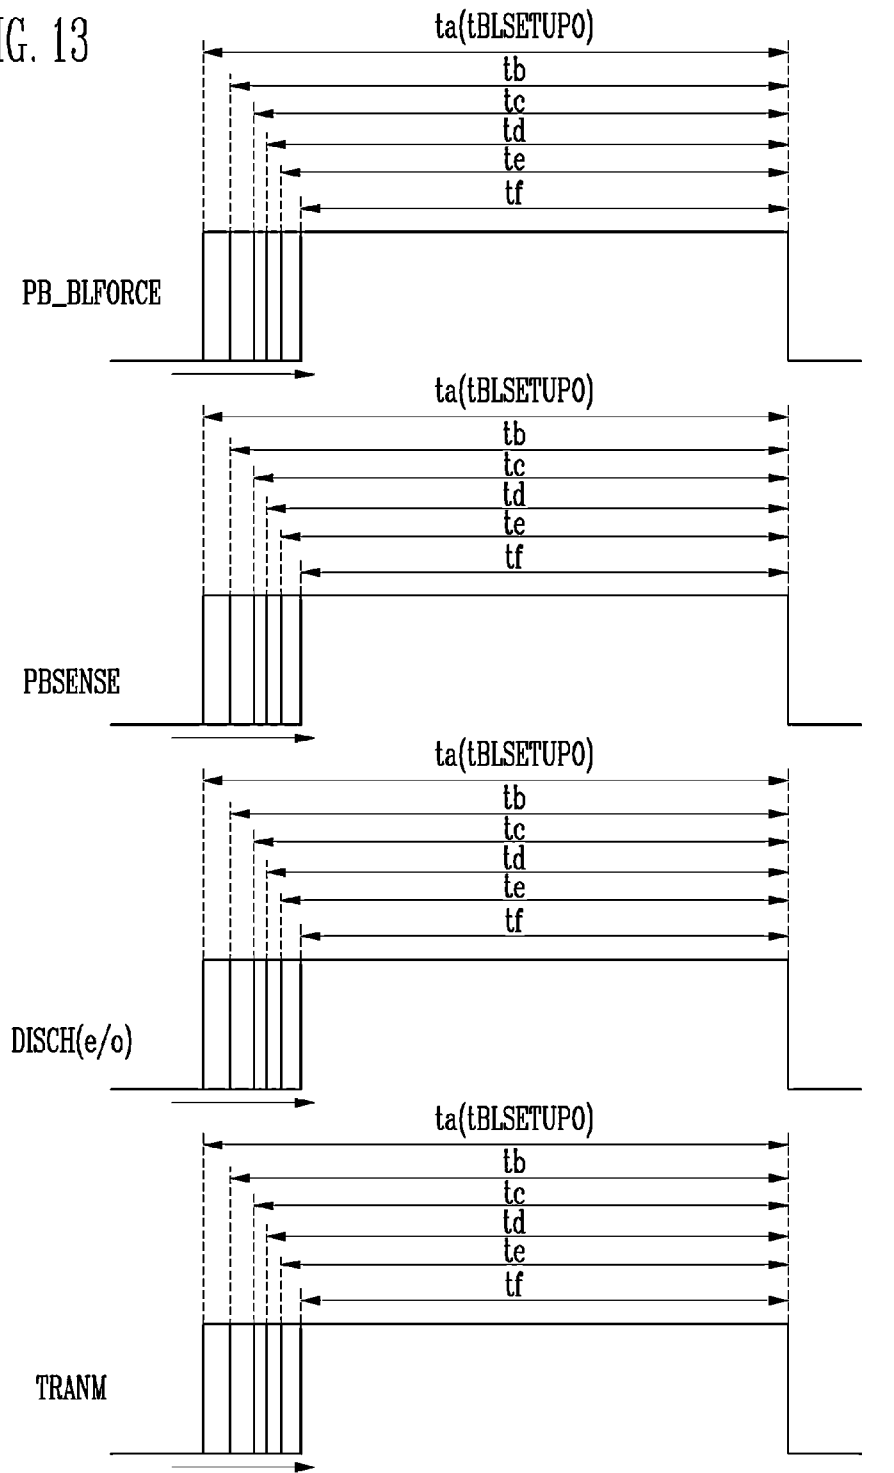 IG. 13
ta(tBLSETUP0)
tb
tc
td
te
tf
PB_BLFORCE
ta(tBLSETUP0)
tb
tc
td
te
tf
PBSENSE
ta(tBLSETUP0)
tb
tc
td
te
tf
DISCH(e/o)
ta(tBLSETUP0)
tb
tc
td
te
tf
TRANM